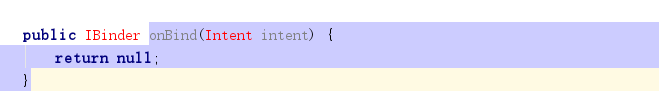 public IBinder onBind(Intent intent) {
    return null;
}